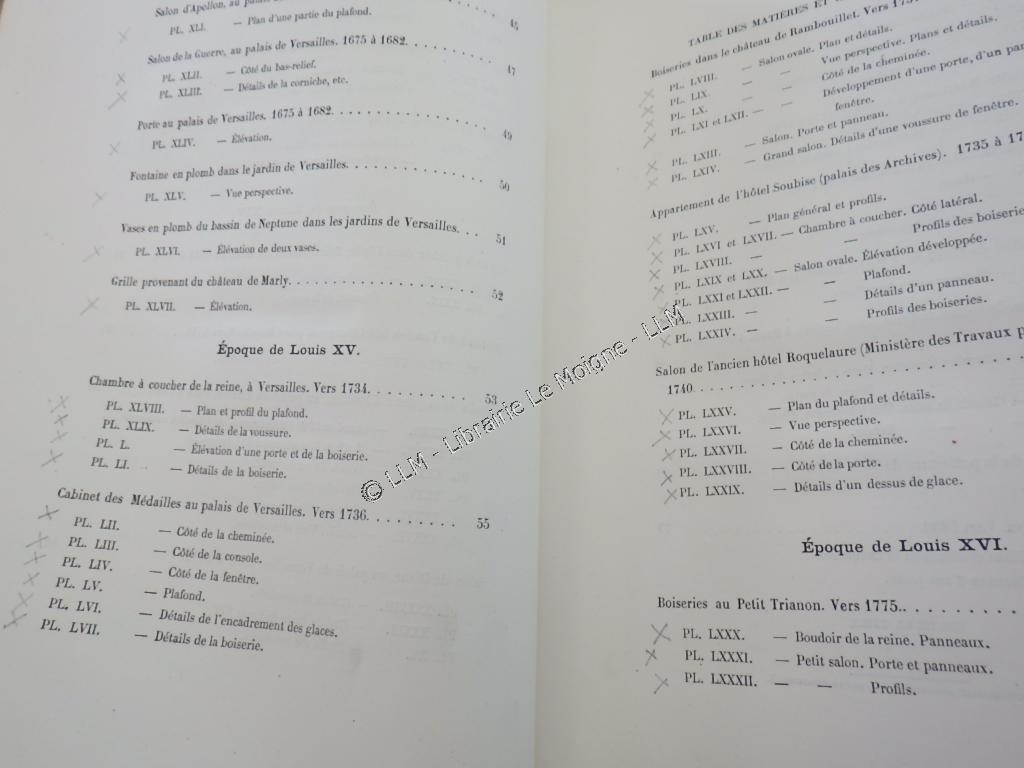 Salon d'Apollon, au palais
PL. XLI. — Plan d'une partie du plafond. 45
Salon de la Guerre, au palais de Versailles. 1675 à 1682. 47
PL. XLII. — Côté du bas-relief.
PL. XLIII. — Détails de la corniche, etc.
Porte au palais de Versailles. 1675 à 1682. 49
PL. XLIV. — Élévation.
Fontaine en plomb dans le jardin de Versailles. 50
PL. XLV. — Vue perspective.
Vases en plomb du bassin de Neptune dans les jardins de Versailles. 51
PL. XLVI. — Élévation de deux vases.
Grille provenant du château de Marly. 52
PL. XLVII. — Élévation.
Époque de Louis XV.
Chambre à coucher de la reine, à Versailles. Vers 1734. 53
PL. XLVIII. — Plan et profil du plafond.
PL. XLIX. — Détails de la voussure.
PL. L. — Élévation d'une porte et de la boiserie.
PL. LI. — Détails de la boiserie.
Cabinet des Médailles au palais de Versailles. Vers 1736. 55
PL. LII. — Côté de la cheminée.
PL. LIII. — Côté de la console.
PL. LIV. — Côté de la fenêtre.
PL. LV. — Plafond.
PL. LVI. — Détails de l'encadrement des glaces.
PL. LVII. — Détails de la boiserie.
TABLE DES MATIÈRES ET
Boiseries dans le château de Rambouillet. Vers
PL. LVIII. — Salon ovale. Plan et détails.
PL. LIX. — — Vue perspective. Plans et détails.
PL. LX. — — Côté de la cheminée.
PL. LXI et LXII. — — Développement d'une porte, d'un
fenêtre.
PL. LXIII. — Salon. Porte et panneau.
PL. LXIV. — Grand salon. Détails d'une voussure de fenêtre.
Appartement de l'hôtel Soubise (palais des Archives). 1735 à
PL. LXV. — Plan général et profils.
PL. LXVI et LXVII. — Chambre à coucher. Côté latéral.
PL. LXVIII. — — Profils des
PL. LXIX et LXX. — Salon ovale. Élévation développée.
PL. LXXI et LXXII. — — Plafond.
PL. LXXIII. — — Détails d'un panneau.
PL. LXXIV. — — Profils des boiseries.
Salon de l'ancien hôtel Roquelaure (Ministère des Travaux
1740.
PL. LXXV. — Plan du plafond et détails.
PL. LXXVI. — Vue perspective.
PL. LXXVII. — Côté de la cheminée.
PL. LXXVIII. — Côté de la porte.
PL. LXXIX. — Détails d'un dessus de glace.
Époque de Louis XVI.
Boiseries au Petit Trianon. Vers 1775.
PL. LXXX. — Boudoir de la reine. Panneaux.
PL. LXXXI. — Petit salon. Porte et panneaux.
PL. LXXXII. — — Profils.
© LLM - Librairie Le Moigne - LLM